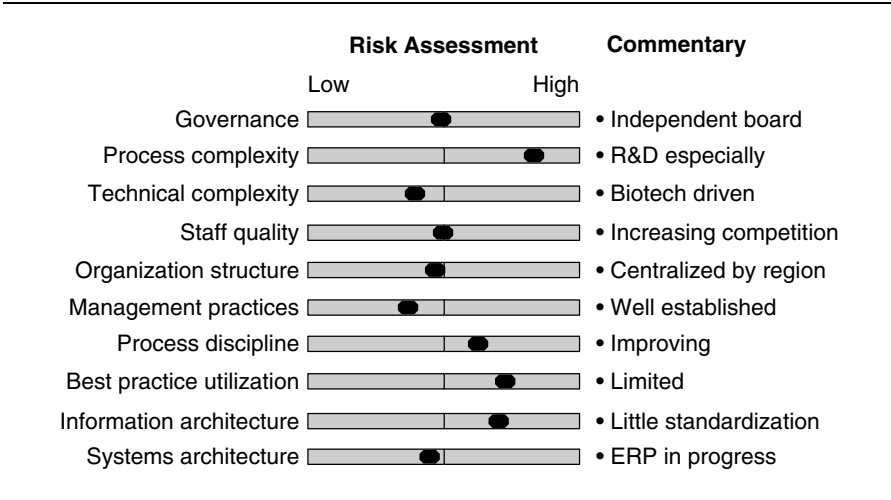 Risk Assessment Commentary
Low High
Governance • Independent board
Process complexity • R&D especially
Technical complexity • Biotech driven
Staff quality • Increasing competition
Organization structure • Centralized by region
Management practices • Well established
Process discipline • Improving
Best practice utilization • Limited
Information architecture • Little standardization
Systems architecture • ERP in progress